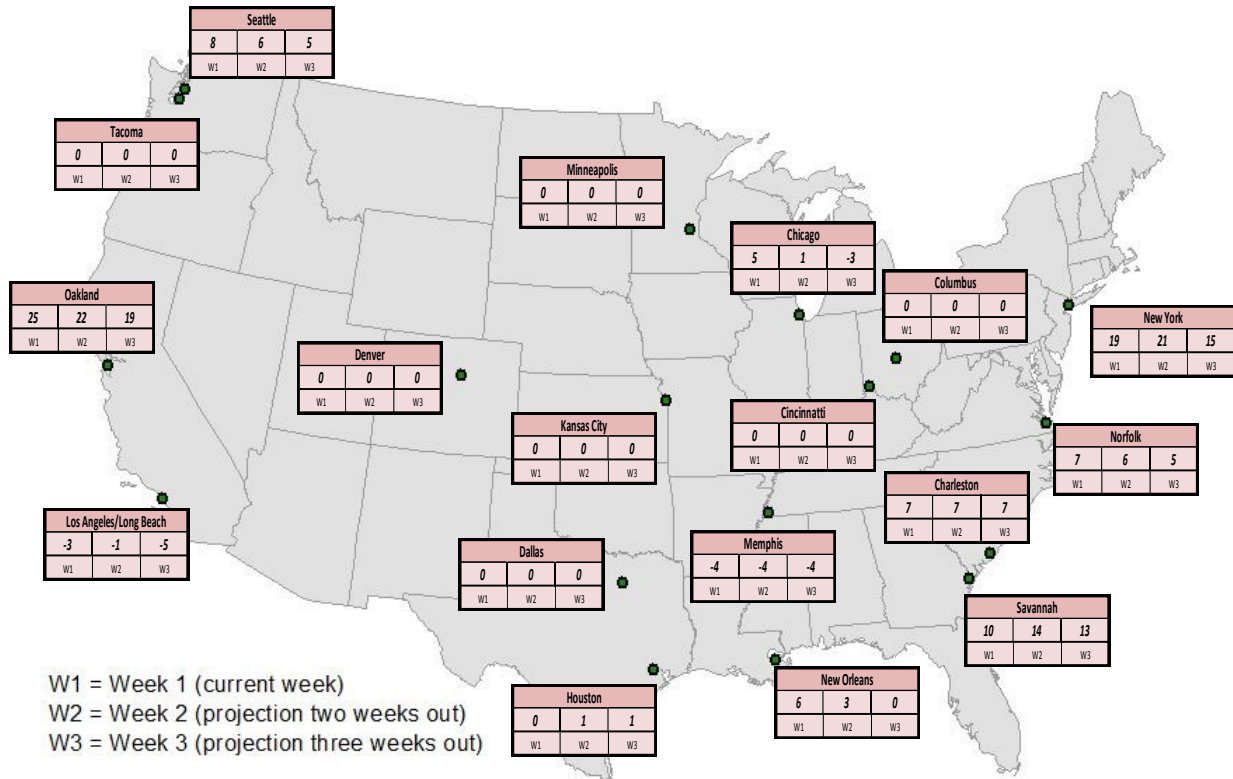 Seattle
8 6 5
W1 W2 W3
Tacoma
0 0 0
W1 W2 W3
Minneapolis
0 0 0
W1 W2 W3
Chicago
5 1 -3
W1 W2 W3
Columbus
0 0 0
W1 W2 W3
Oakland
25 22 19
W1 W2 W3
New York
19 21 15
W1 W2 W3
Denver
0 0 0
W1 W2 W3
Kansas City
0 0 0
W1 W2 W3
Cincinnatti
0 0 0
W1 W2 W3
Norfolk
7 6 5
W1 W2 W3
Charleston
7 7 7
W1 W2 W3
Los Angeles/Long Beach
-3 -1 -5
W1 W2 W3
Dallas
0 0 0
W1 W2 W3
Memphis
-4 -4 -4
W1 W2 W3
Savannah
10 14 13
W1 W2 W3
New Orleans
6 3 0
W1 W2 W3
Houston
0 1 1
W1 W2 W3
W1 = Week 1 (current week)
W2 = Week 2 (projection two weeks out)
W3 = Week 3 (projection three weeks out)